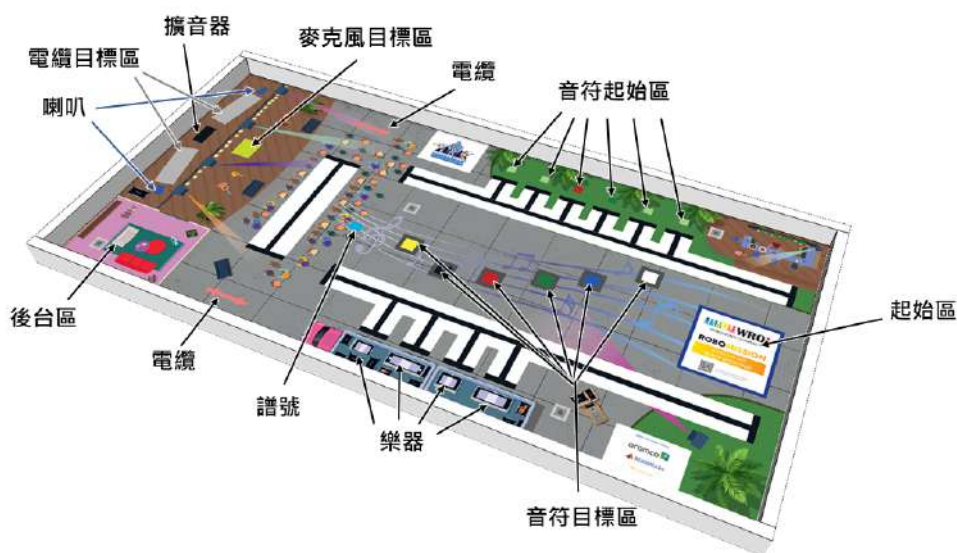 擴音器
麥克風目標區
電纜目標區
電纜
音符起始區
喇叭
後台區
起始區
電纜
譜號
樂器
音符目標區
WRO
ROBOMISSION
aramco